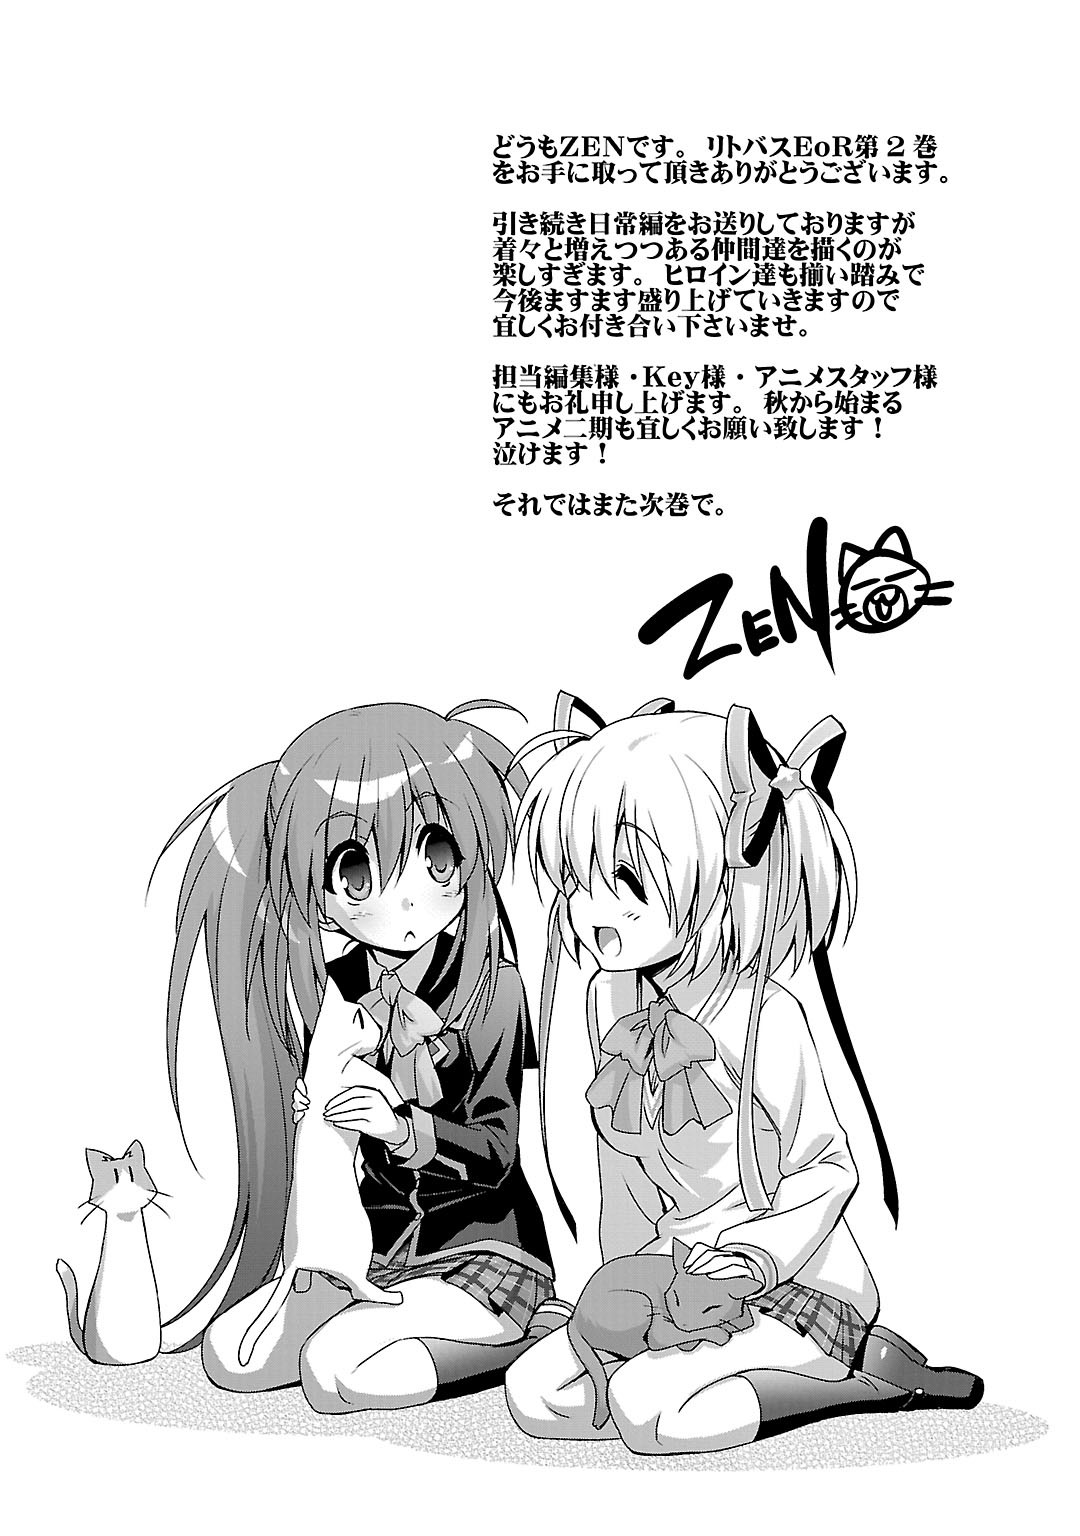 どうもZENです。 リトバスEoR第２巻
をお手に取って頂きありがとうございます。
引き続き日常編をお送りしておりますが
着々と増えつつある仲間達を描くのが
楽しすぎます。 ヒロイン達も揃い踏みで
今後ますます盛り上げていきますので
宜しくお付き合い下さいませ。
担当編集様・Key様・アニメスタッフ様
にもお礼申し上げます。 秋から始まる
アニメ二期も宜しくお願い致します！
泣けます！
それではまた次巻で。
ZEN